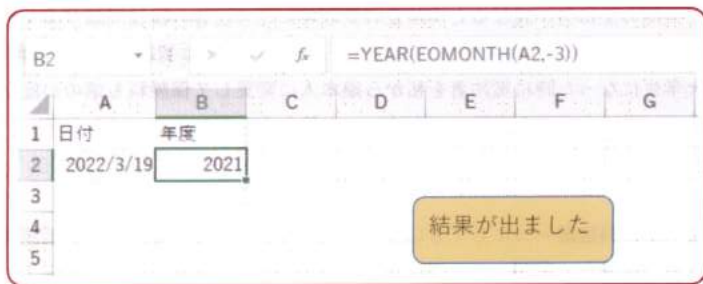 B2 fx =YEAR(EOMONTH(A2,-3))
A B C D E F G
1 日付 年度
2 2022/3/19 2021
3
4
5
結果が出ました